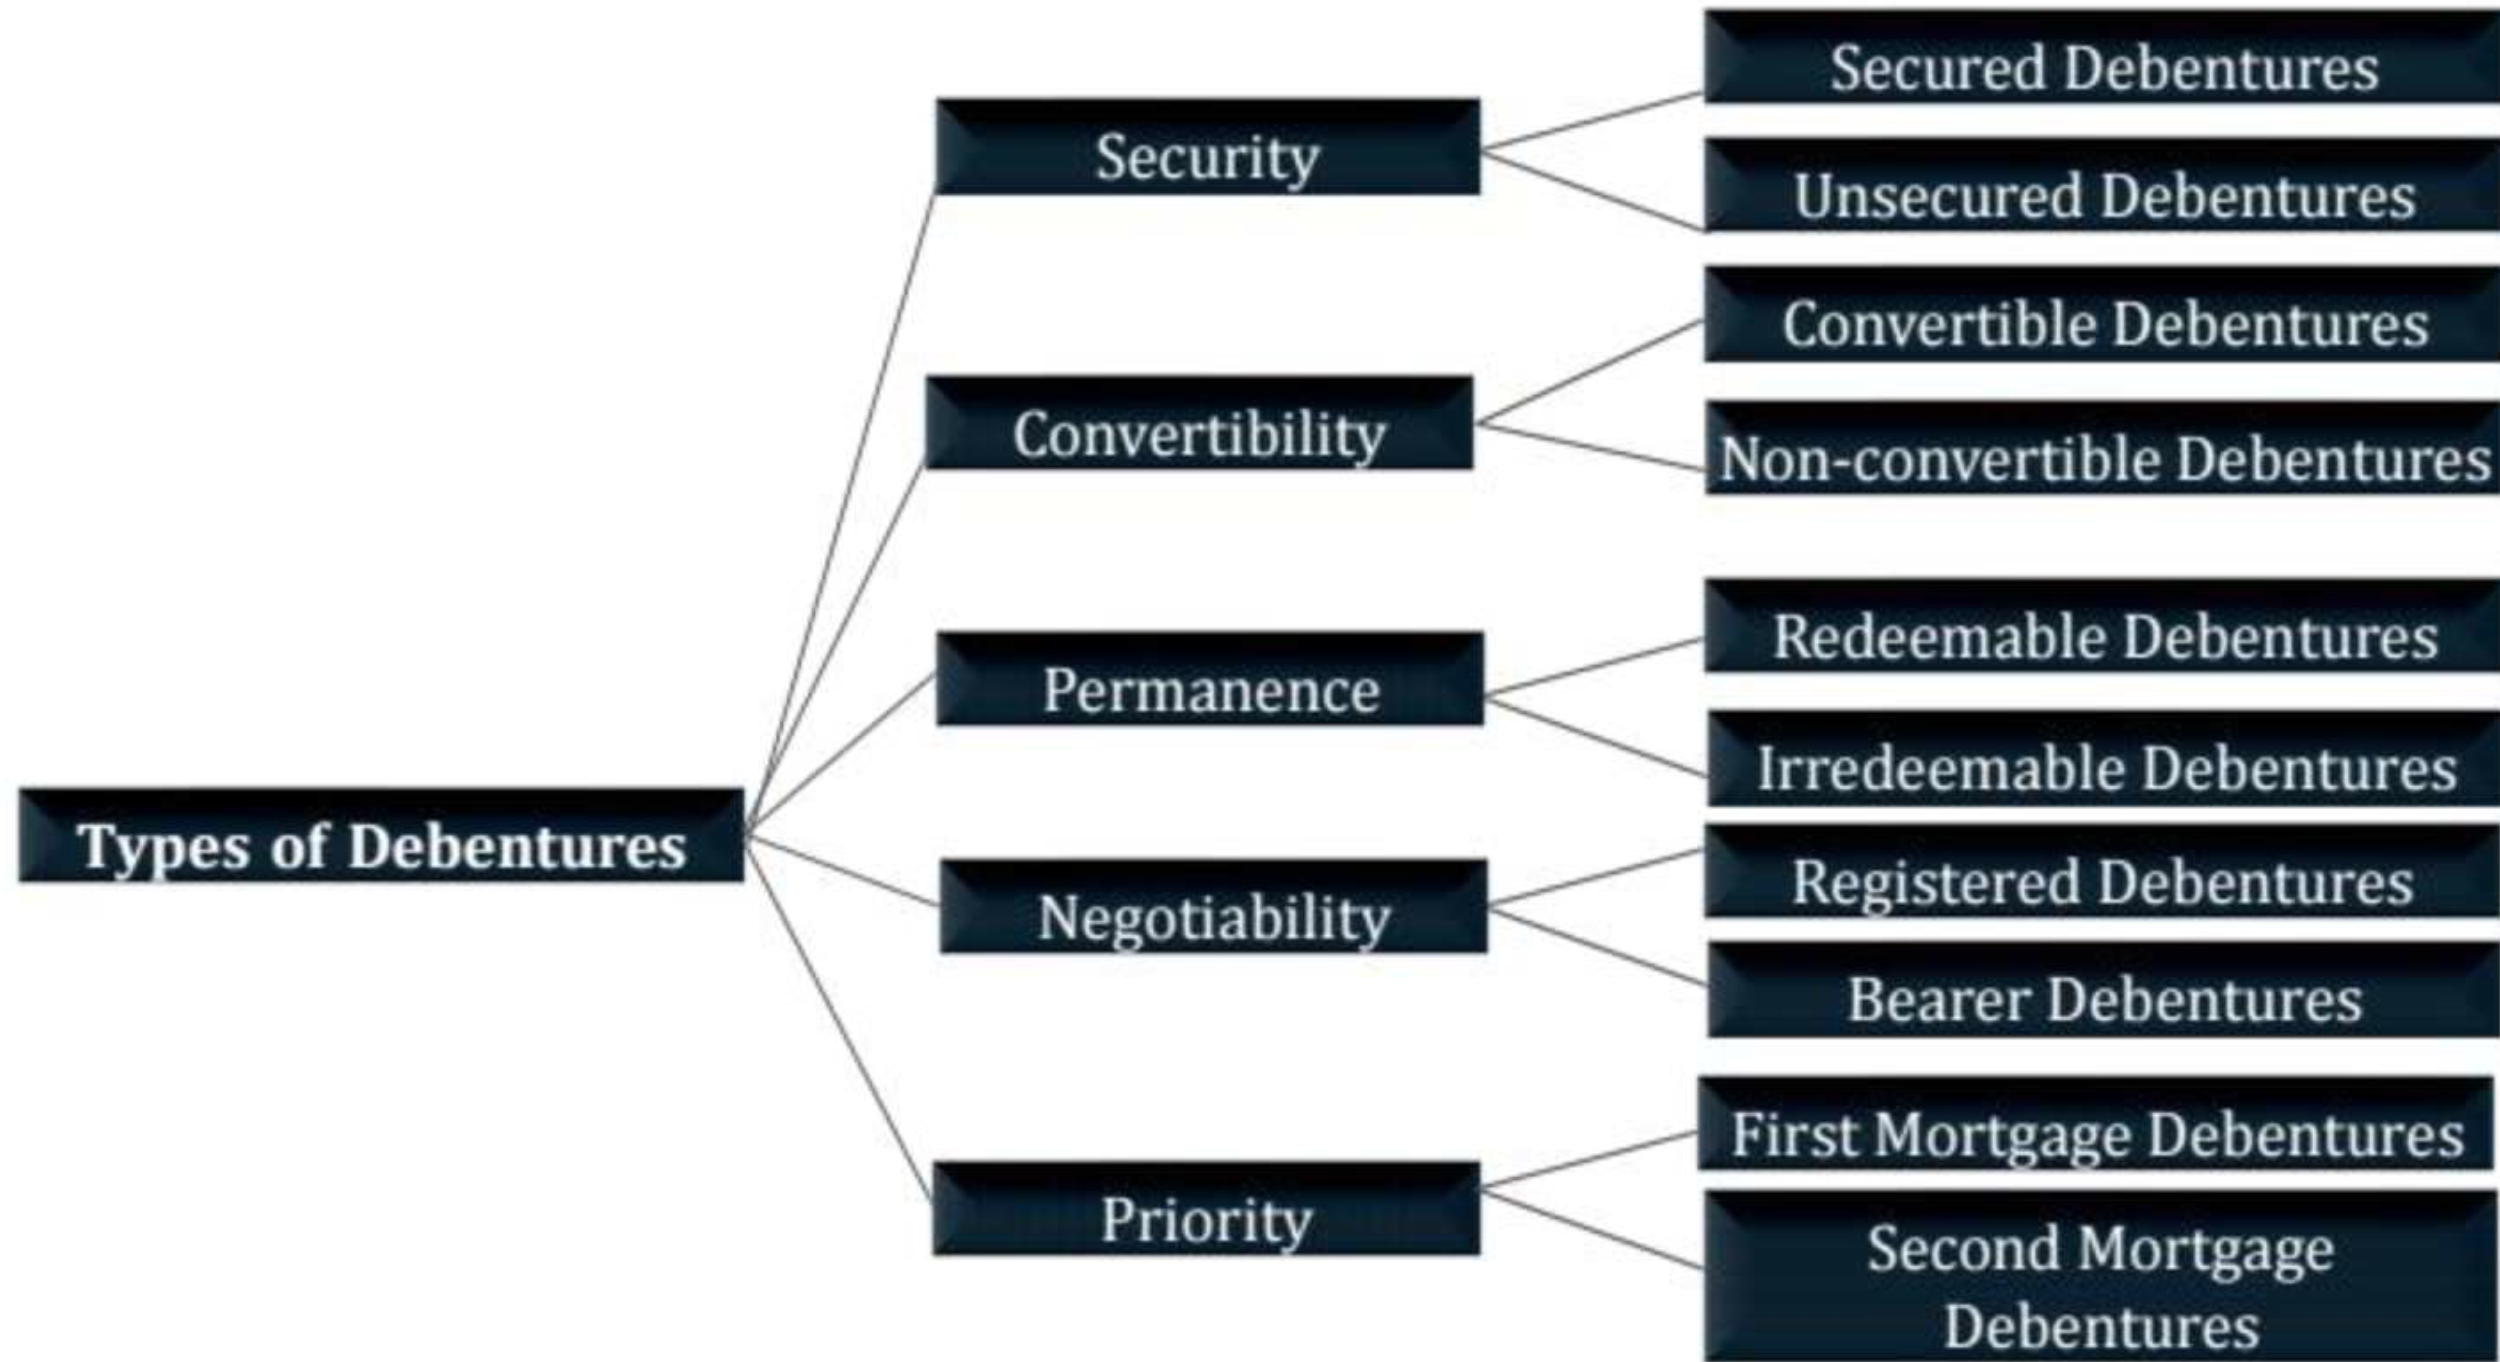 Types of Debentures
Security
Secured Debentures
Unsecured Debentures
Convertibility
Convertible Debentures
Non-convertible Debentures
Permanence
Redeemable Debentures
Irredeemable Debentures
Negotiability
Registered Debentures
Bearer Debentures
Priority
First Mortgage Debentures
Second Mortgage
Debentures